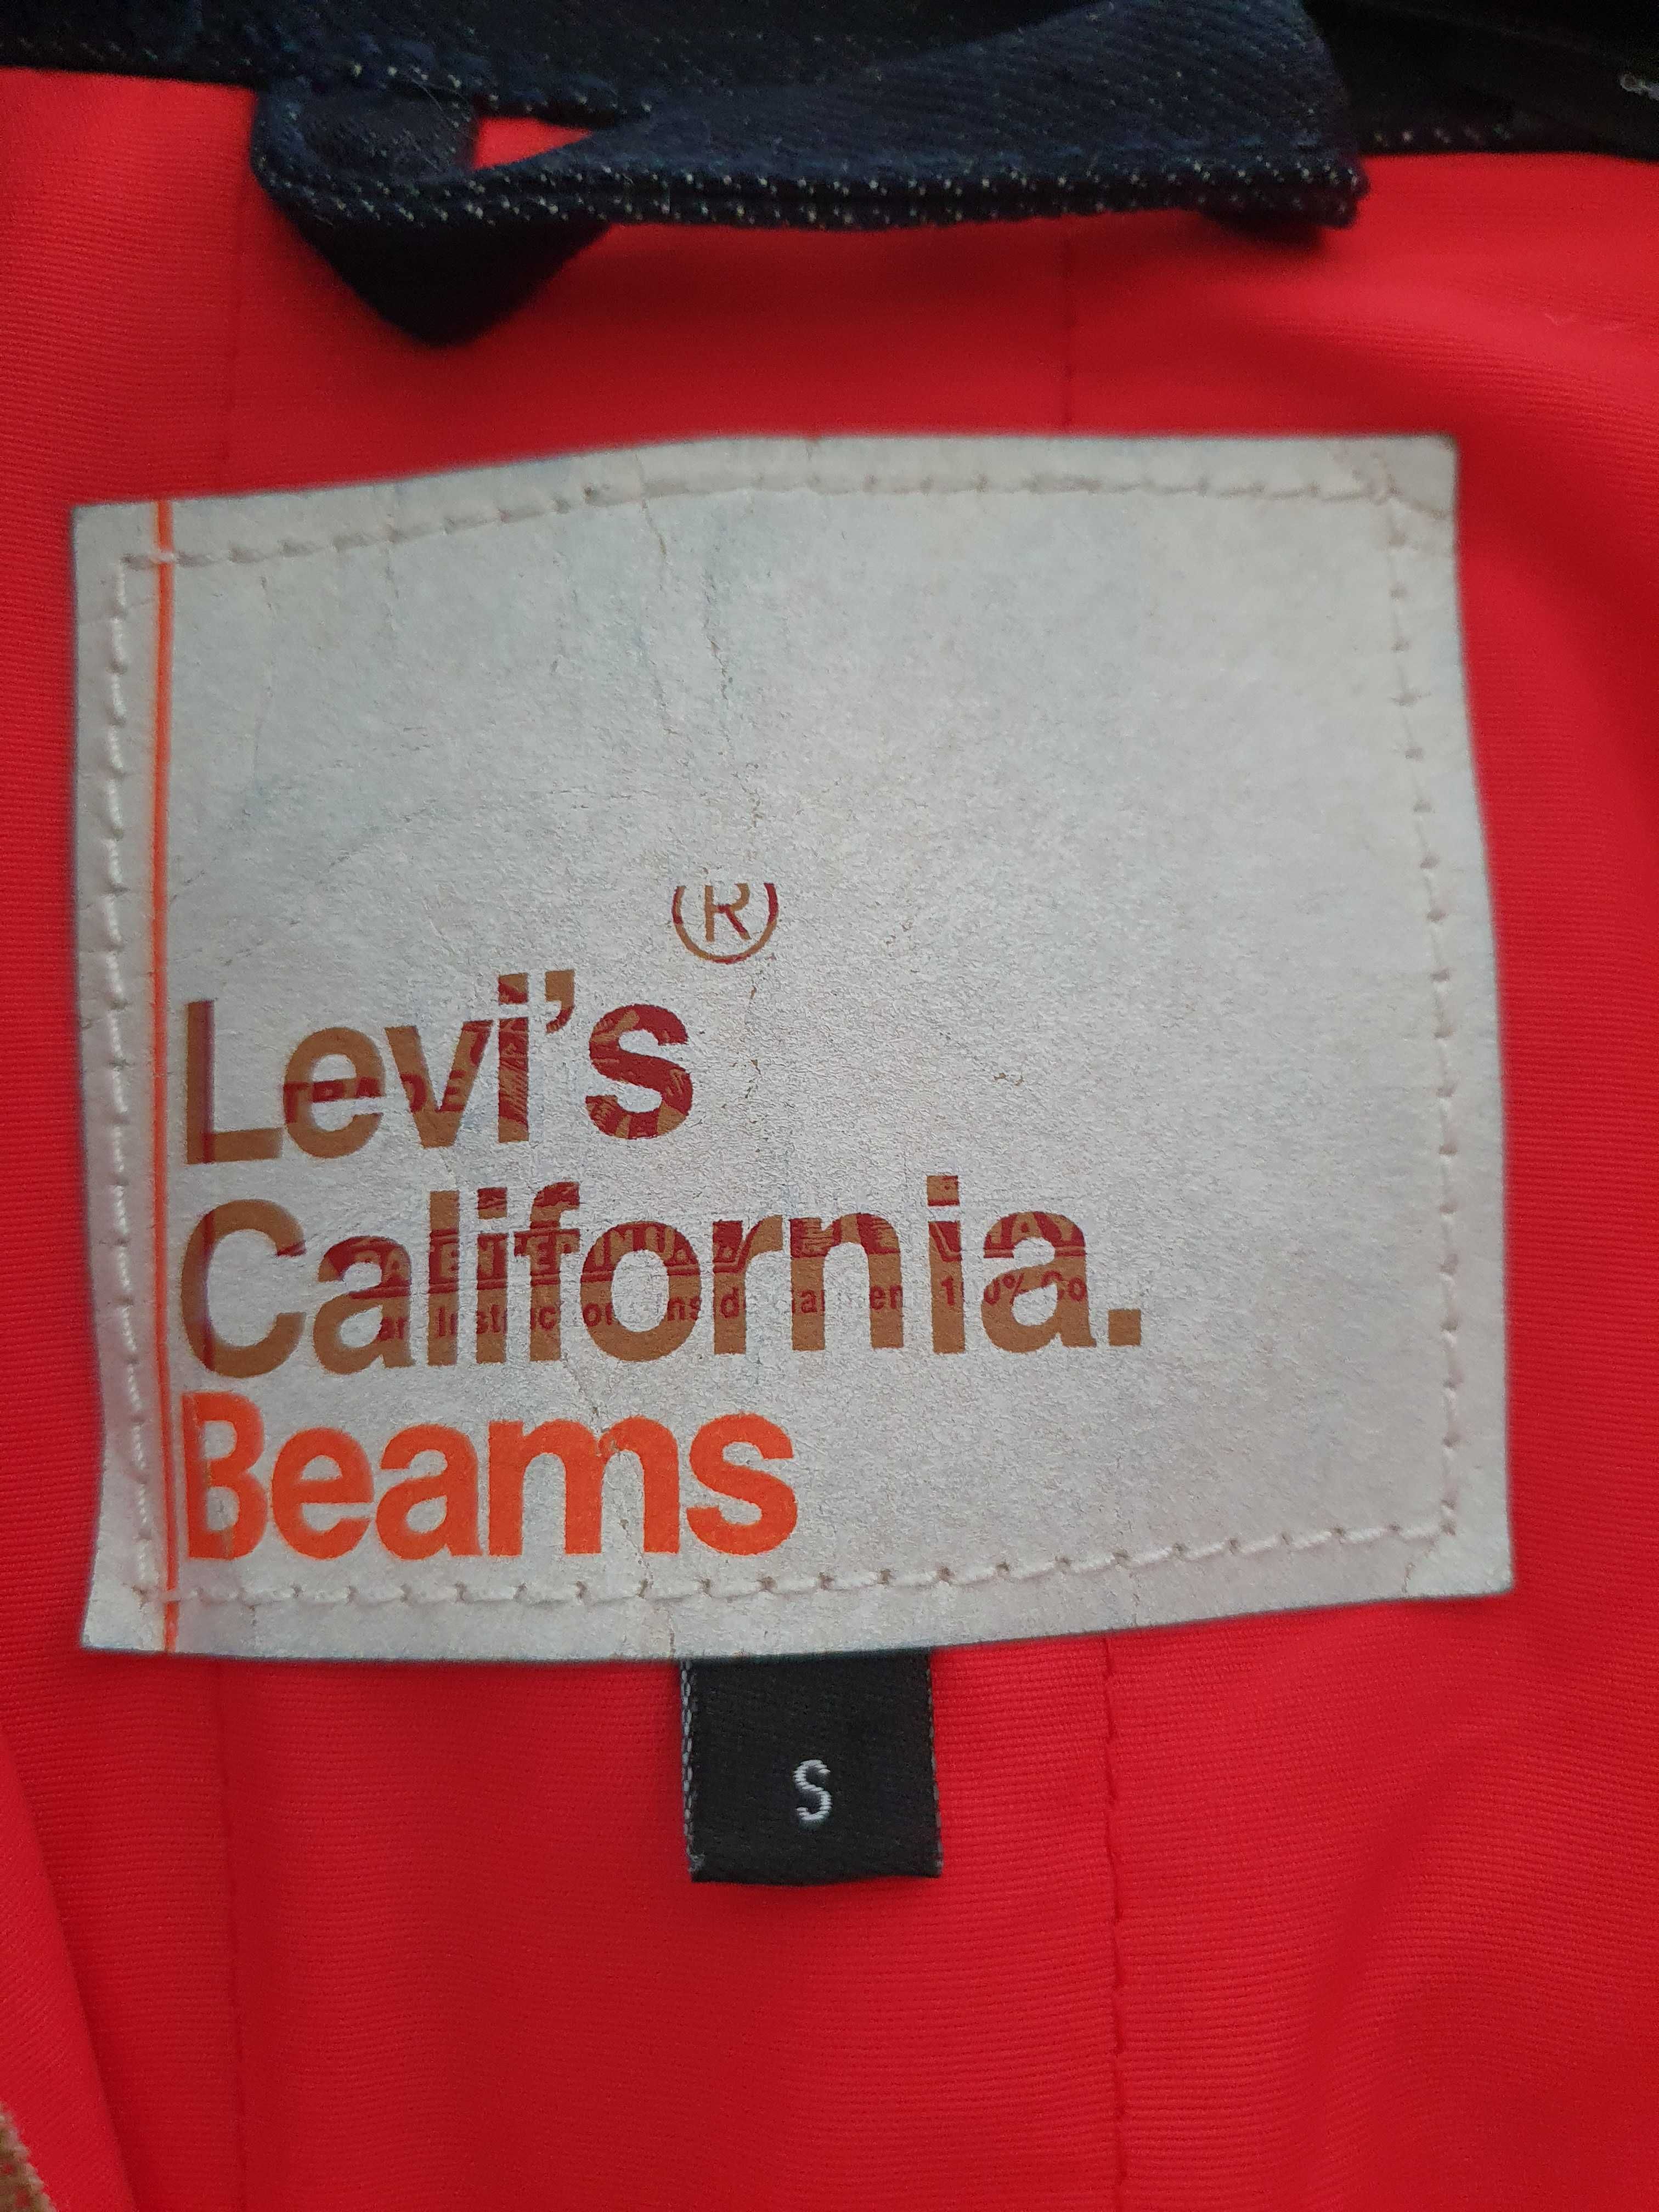 ®
Levi's
California.
Beams
S